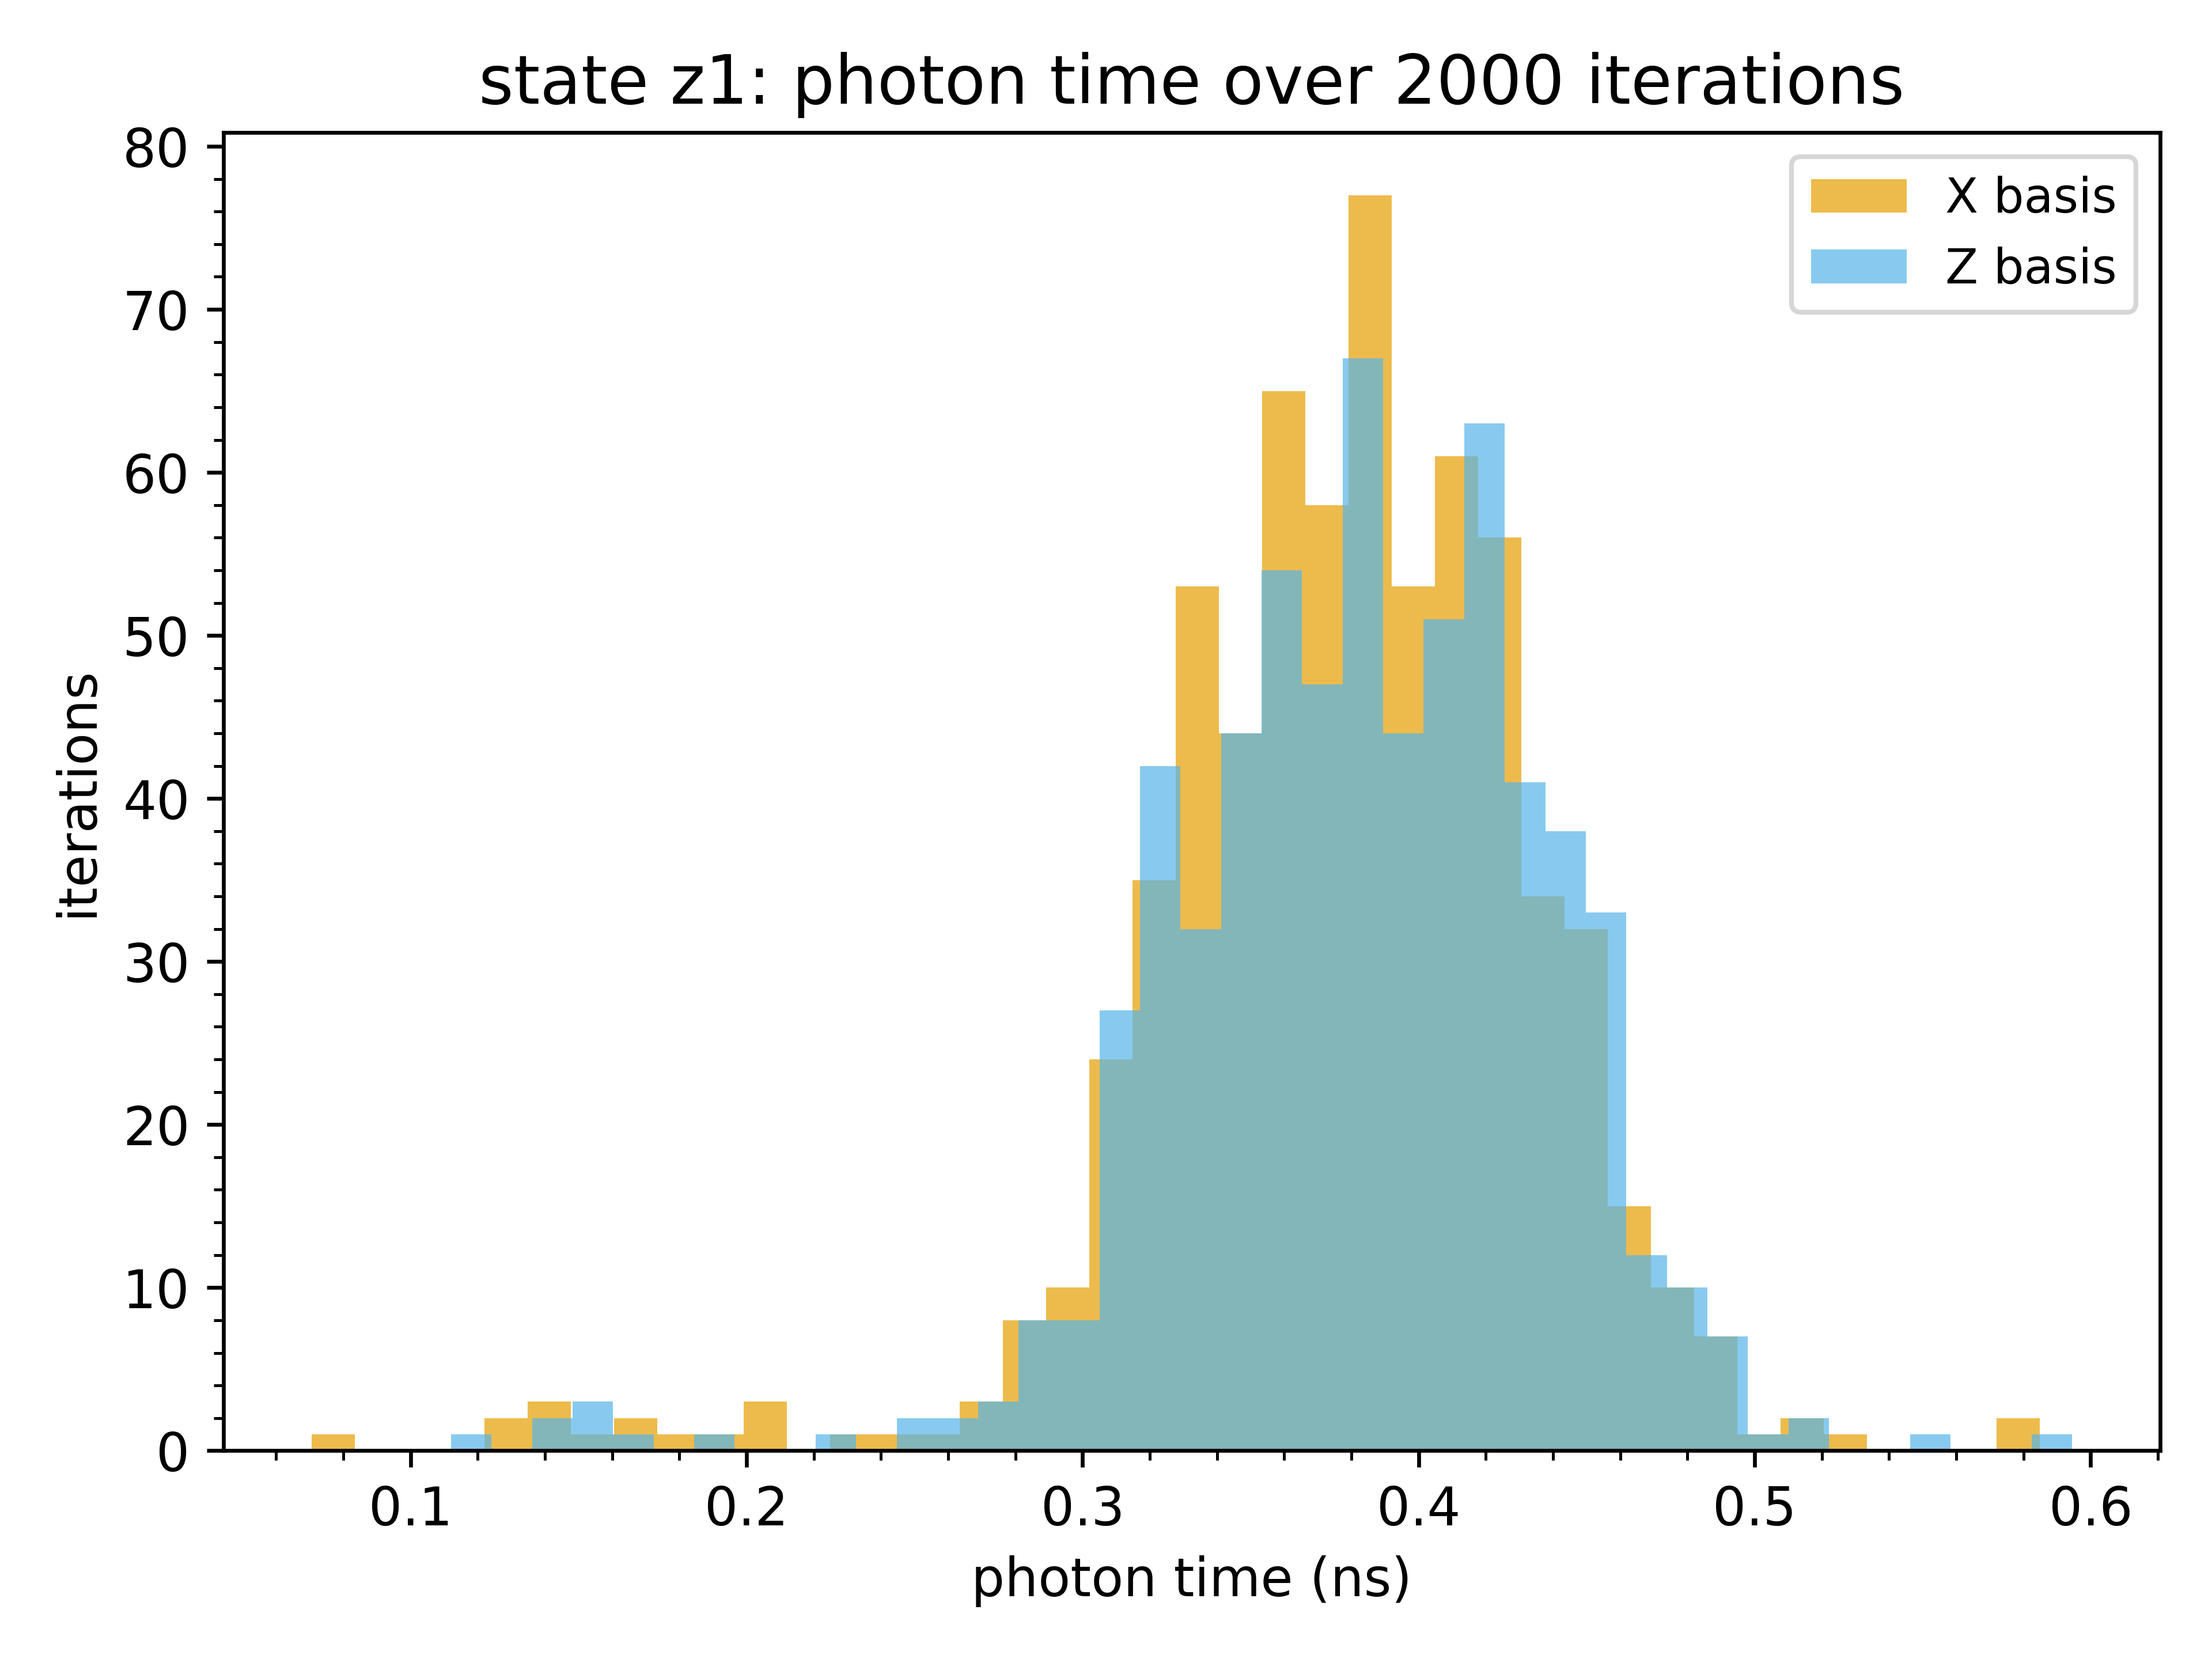 state z1: photon time over 2000 iterations
80
70
60
50
40
30
20
10
0
iterations
X basis
Z basis
0.1 0.2 0.3 0.4 0.5 0.6
photon time (ns)